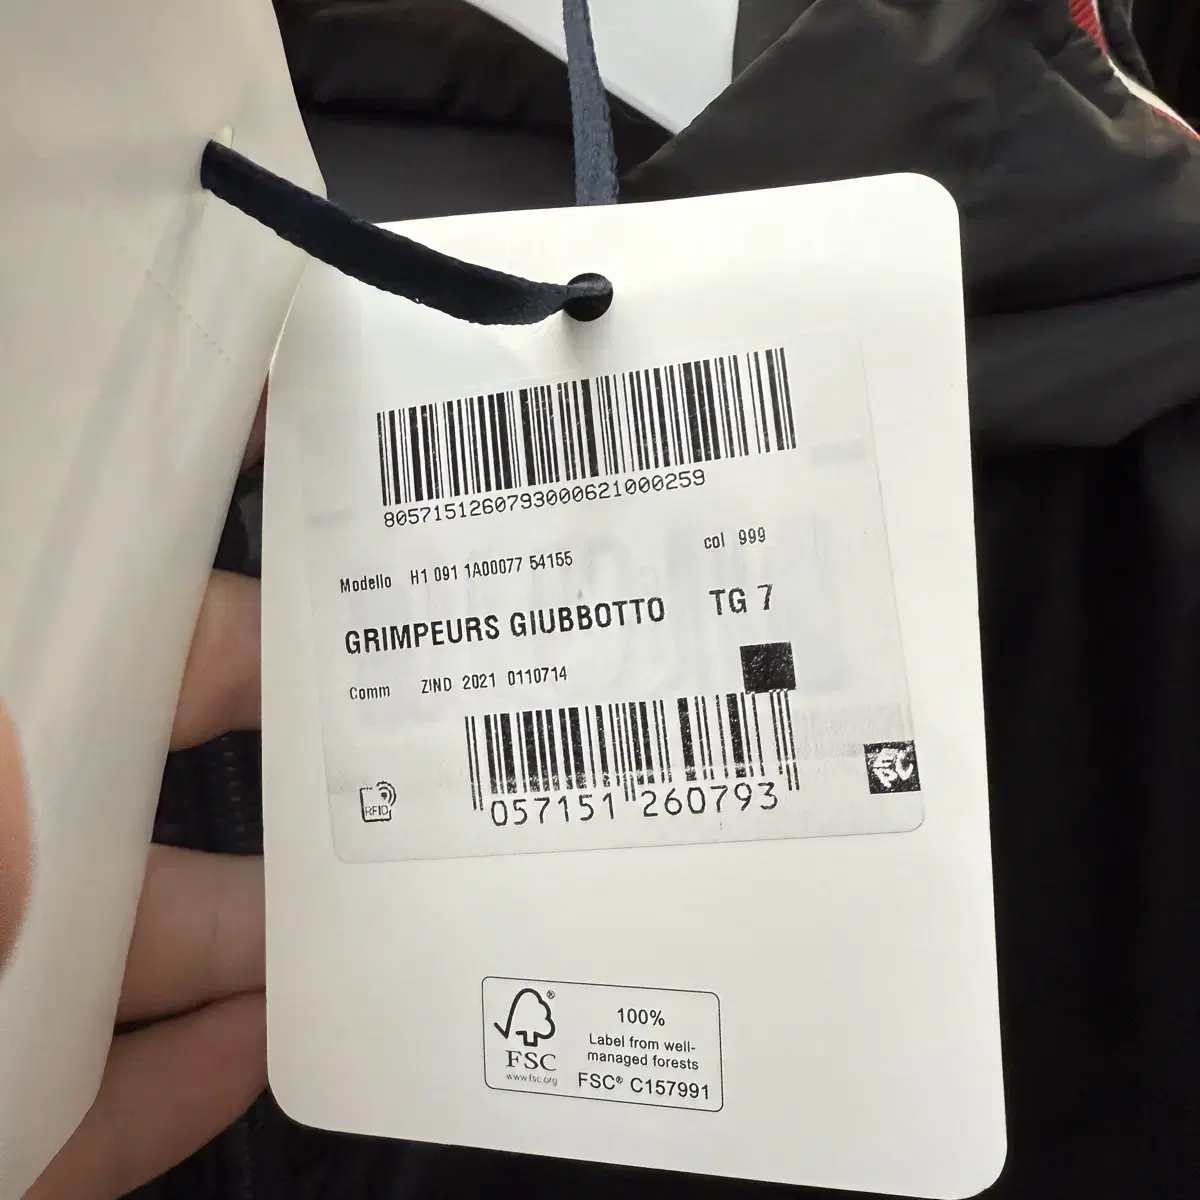 8057151260793000621000259
Modello H1 091 1A00077 54155 col 999
GRIMPEURS GIUBBOTTO TG 7
Comm ZIND 2021 0110714
RFID
057151 260793
FSC®
www.fsc.org
100%
Label from well-
managed forests
FSC® C157991